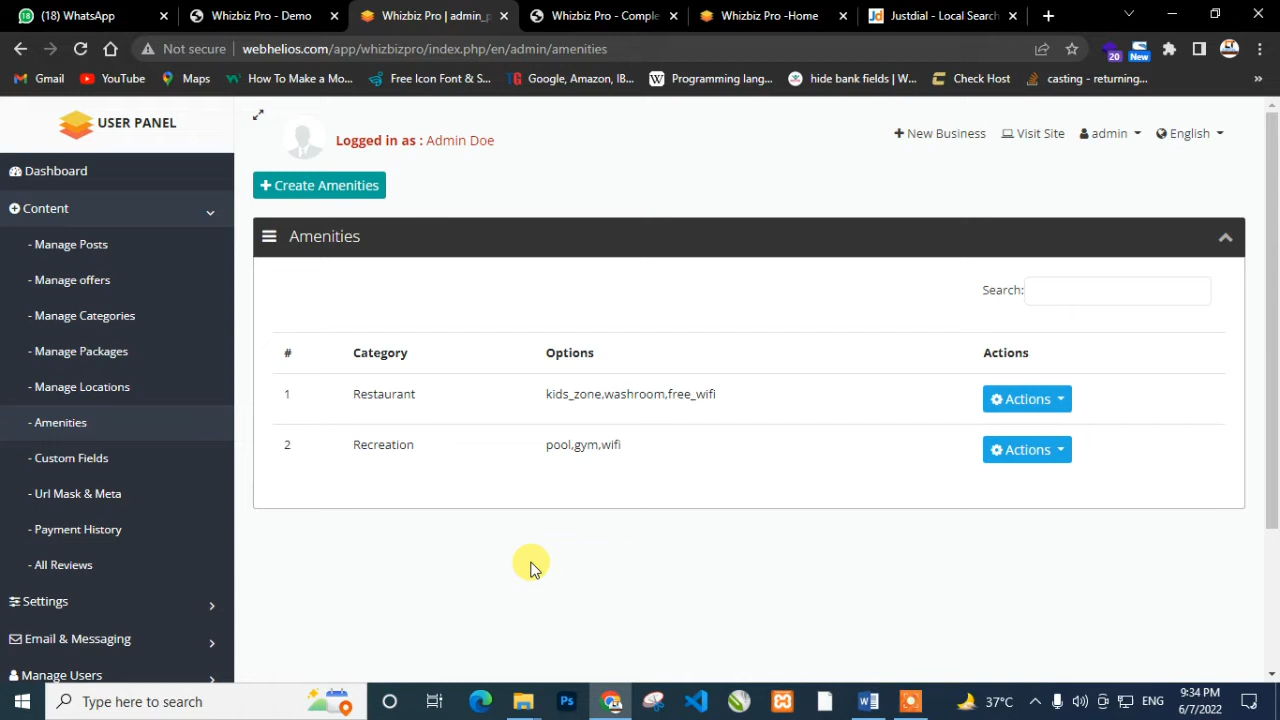 (18) WhatsApp
Whizbiz Pro - Demo
Whizbiz Pro | admin_p
Whizbiz Pro - Comple
Whizbiz Pro -Home
Justdial - Local Search
Not secure
webhelios.com/app/whizbizpro/index.php/en/admin/amenities
20
New
Gmail
YouTube
Maps
How To Make a Mo...
Free Icon Font & S...
TG Google, Amazon, IB...
W Programming lang...
hide bank fields | W...
Check Host
casting - returning...
»
USER PANEL
Logged in as : Admin Doe
New Business
Visit Site
admin
English
Dashboard
Content
- Manage Posts
- Manage offers
- Manage Categories
- Manage Packages
- Manage Locations
- Amenities
- Custom Fields
- Url Mask & Meta
- Payment History
- All Reviews
Settings
Email & Messaging
Manage Users
+ Create Amenities
Amenities
Search:
# Category Options Actions
1 Restaurant kids_zone,washroom,free_wifi Actions
2 Recreation pool,gym,wifi Actions
Type here to search
Ps
37°C
ENG
9:34 PM
6/7/2022